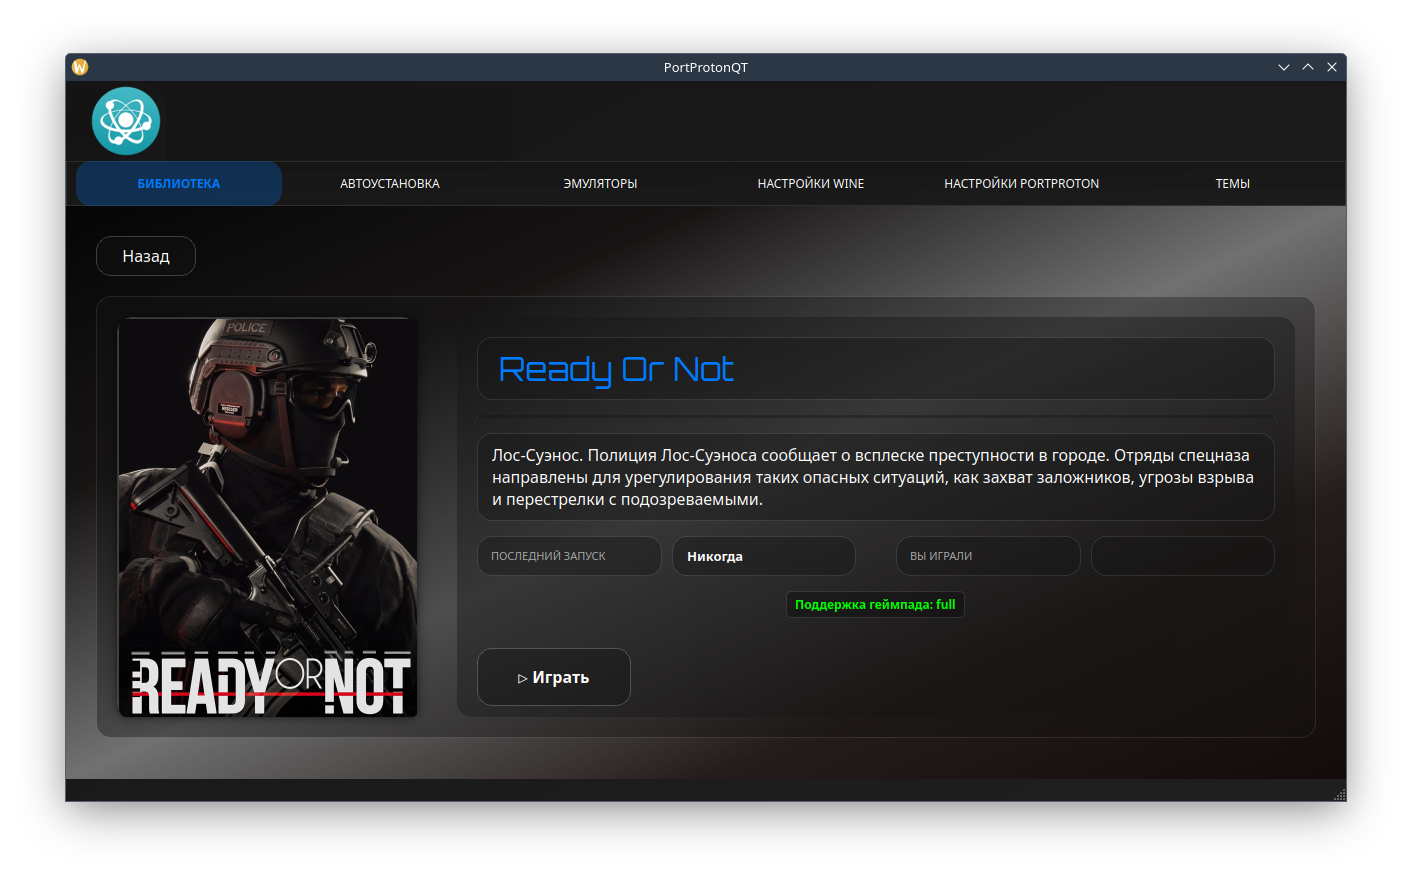 PortProtonQT
БИБЛИОТЕКА
АВТОУСТАНОВКА
ЭМУЛЯТОРЫ
НАСТРОЙКИ WINE
НАСТРОЙКИ PORTPROTON
ТЕМЫ
Назад
POLICE
READY OR NOT
Ready Or Not
Лос-Суэнос. Полиция Лос-Суэноса сообщает о всплеске преступности в городе. Отряды спецназа
направлены для урегулирования таких опасных ситуаций, как захват заложников, угрозы взрыва
и перестрелки с подозреваемыми.
ПОСЛЕДНИЙ ЗАПУСК
Никогда
ВЫ ИГРАЛИ
Поддержка геймпада: full
▷ Играть